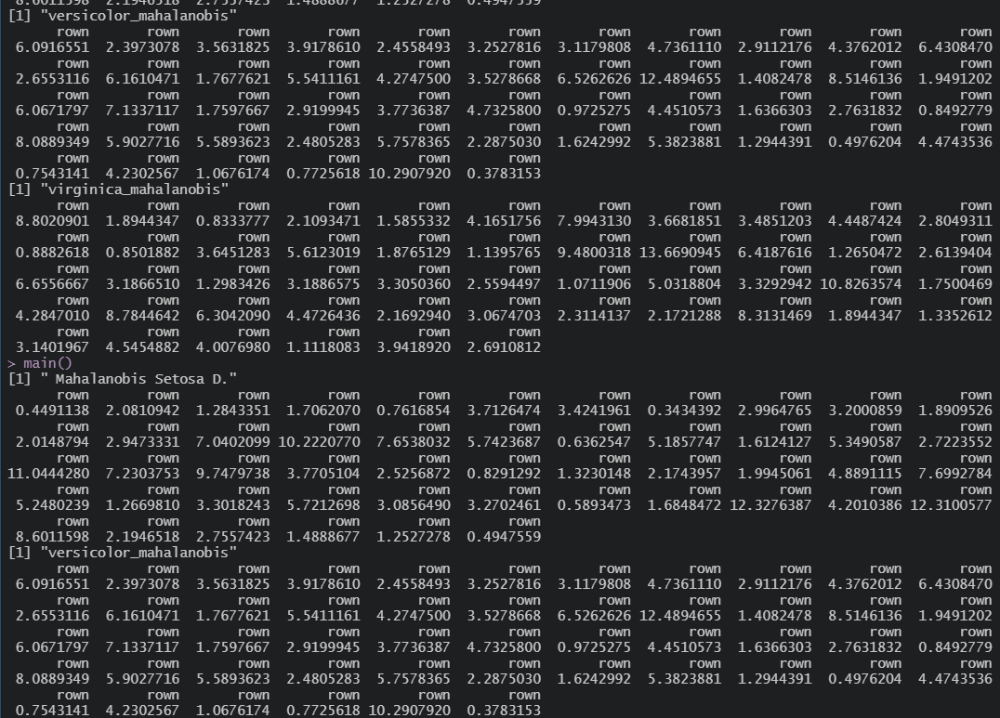 8.6011598 2.1946518 2.7557423 1.4888677 1.2527278 0.4947559
[1] "versicolor_mahalanobis"
rown rown rown rown rown rown rown rown rown rown rown
6.0916551 2.3973078 3.5631825 3.9178610 2.4558493 3.2527816 3.1179808 4.7361110 2.9112176 4.3762012 6.4308470
rown rown rown rown rown rown rown rown rown rown rown
2.6553116 6.1610471 1.7677621 5.5411161 4.2747500 3.5278668 6.5262626 12.4894655 1.4082478 8.5146136 1.9491202
rown rown rown rown rown rown rown rown rown rown rown
6.0671797 7.1337117 1.7597667 2.9199945 3.7736387 4.7325800 0.9725275 4.4510573 1.6366303 2.7631832 0.8492779
rown rown rown rown rown rown rown rown rown rown rown
8.0889349 5.9027716 5.5893623 2.4805283 5.7578365 2.2875030 1.6242992 5.3823881 1.2944391 0.4976204 4.4743536
rown rown rown rown rown rown
0.7543141 4.2302567 1.0676174 0.7725618 10.2907920 0.3783153
[1] "virginica_mahalanobis"
rown rown rown rown rown rown rown rown rown rown rown
8.8020901 1.8944347 0.8333777 2.1093471 1.5855332 4.1651756 7.9943130 3.6681851 3.4851203 4.4487424 2.8049311
rown rown rown rown rown rown rown rown rown rown rown
0.8882618 0.8501882 3.6451283 5.6123019 1.8765129 1.1395765 9.4800318 13.6690945 6.4187616 1.2650472 2.6139404
rown rown rown rown rown rown rown rown rown rown rown
6.6556667 3.1866510 1.2983426 3.1886575 3.3050360 2.5594497 1.0711906 5.0318804 3.3292942 10.8263574 1.7500469
rown rown rown rown rown rown rown rown rown rown rown
4.2847010 8.7844642 6.3042090 4.4726436 2.1692940 3.0674703 2.3114137 2.1721288 8.3131469 1.8944347 1.3352612
rown rown rown rown rown rown
3.1401967 4.5454882 4.0076980 1.1118083 3.9418920 2.6910812
> main()
[1] " Mahalanobis Setosa D."
rown rown rown rown rown rown rown rown rown rown rown
0.4491138 2.0810942 1.2843351 1.7062070 0.7616854 3.7126474 3.4241961 0.3434392 2.9964765 3.2000859 1.8909526
rown rown rown rown rown rown rown rown rown rown rown
2.0148794 2.9473331 7.0402099 10.2220770 7.6538032 5.7423687 0.6362547 5.1857747 1.6124127 5.3490587 2.7223552
rown rown rown rown rown rown rown rown rown rown rown
11.0444280 7.2303753 9.7479738 3.7705104 2.5256872 0.8291292 1.3230148 2.1743957 1.9945061 4.8891115 7.6992784
rown rown rown rown rown rown rown rown rown rown rown
5.2480239 1.2669810 3.3018243 5.7212698 3.0856490 3.2702461 0.5893473 1.6848472 12.3276387 4.2010386 12.3100577
rown rown rown rown rown rown
8.6011598 2.1946518 2.7557423 1.4888677 1.2527278 0.4947559
[1] "versicolor_mahalanobis"
rown rown rown rown rown rown rown rown rown rown rown
6.0916551 2.3973078 3.5631825 3.9178610 2.4558493 3.2527816 3.1179808 4.7361110 2.9112176 4.3762012 6.4308470
rown rown rown rown rown rown rown rown rown rown rown
2.6553116 6.1610471 1.7677621 5.5411161 4.2747500 3.5278668 6.5262626 12.4894655 1.4082478 8.5146136 1.9491202
rown rown rown rown rown rown rown rown rown rown rown
6.0671797 7.1337117 1.7597667 2.9199945 3.7736387 4.7325800 0.9725275 4.4510573 1.6366303 2.7631832 0.8492779
rown rown rown rown rown rown rown rown rown rown rown
8.0889349 5.9027716 5.5893623 2.4805283 5.7578365 2.2875030 1.6242992 5.3823881 1.2944391 0.4976204 4.4743536
rown rown rown rown rown rown
0.7543141 4.2302567 1.0676174 0.7725618 10.2907920 0.3783153